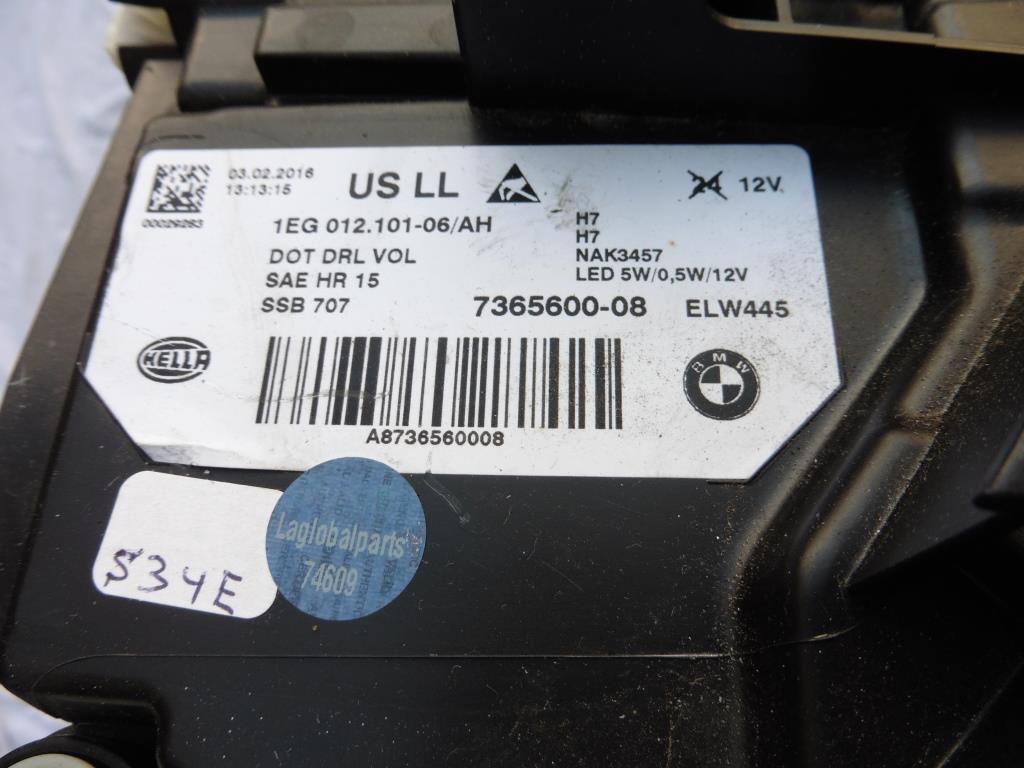 03.02.2016
13:13:15
00029283
US LL
24 12V
1EG 012.101-06/AH
DOT DRL VOL
SAE HR 15
SSB 707
H7
H7
NAK3457
LED 5W/0,5W/12V
7365600-08
ELW445
HELLA
BMW
A8736560008
Laglobalparts
74609
S34E